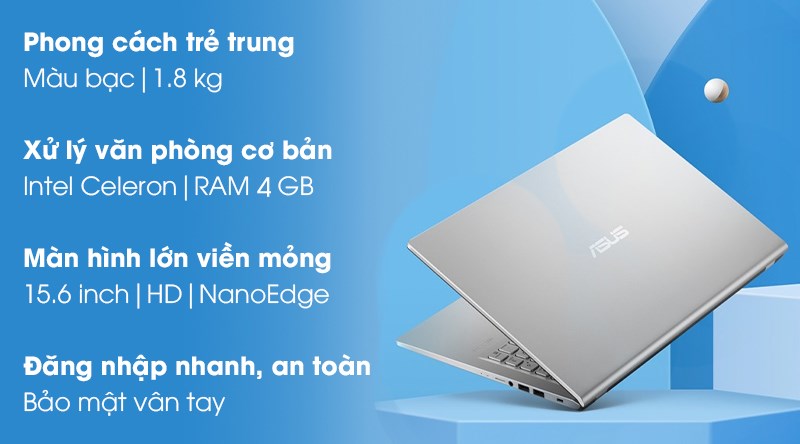 Phong cách trẻ trung
Màu bạc | 1.8 kg
Xử lý văn phòng cơ bản
Intel Celeron | RAM 4 GB
Màn hình lớn viền mỏng
15.6 inch | HD | NanoEdge
Đăng nhập nhanh, an toàn
Bảo mật vân tay
ASUS